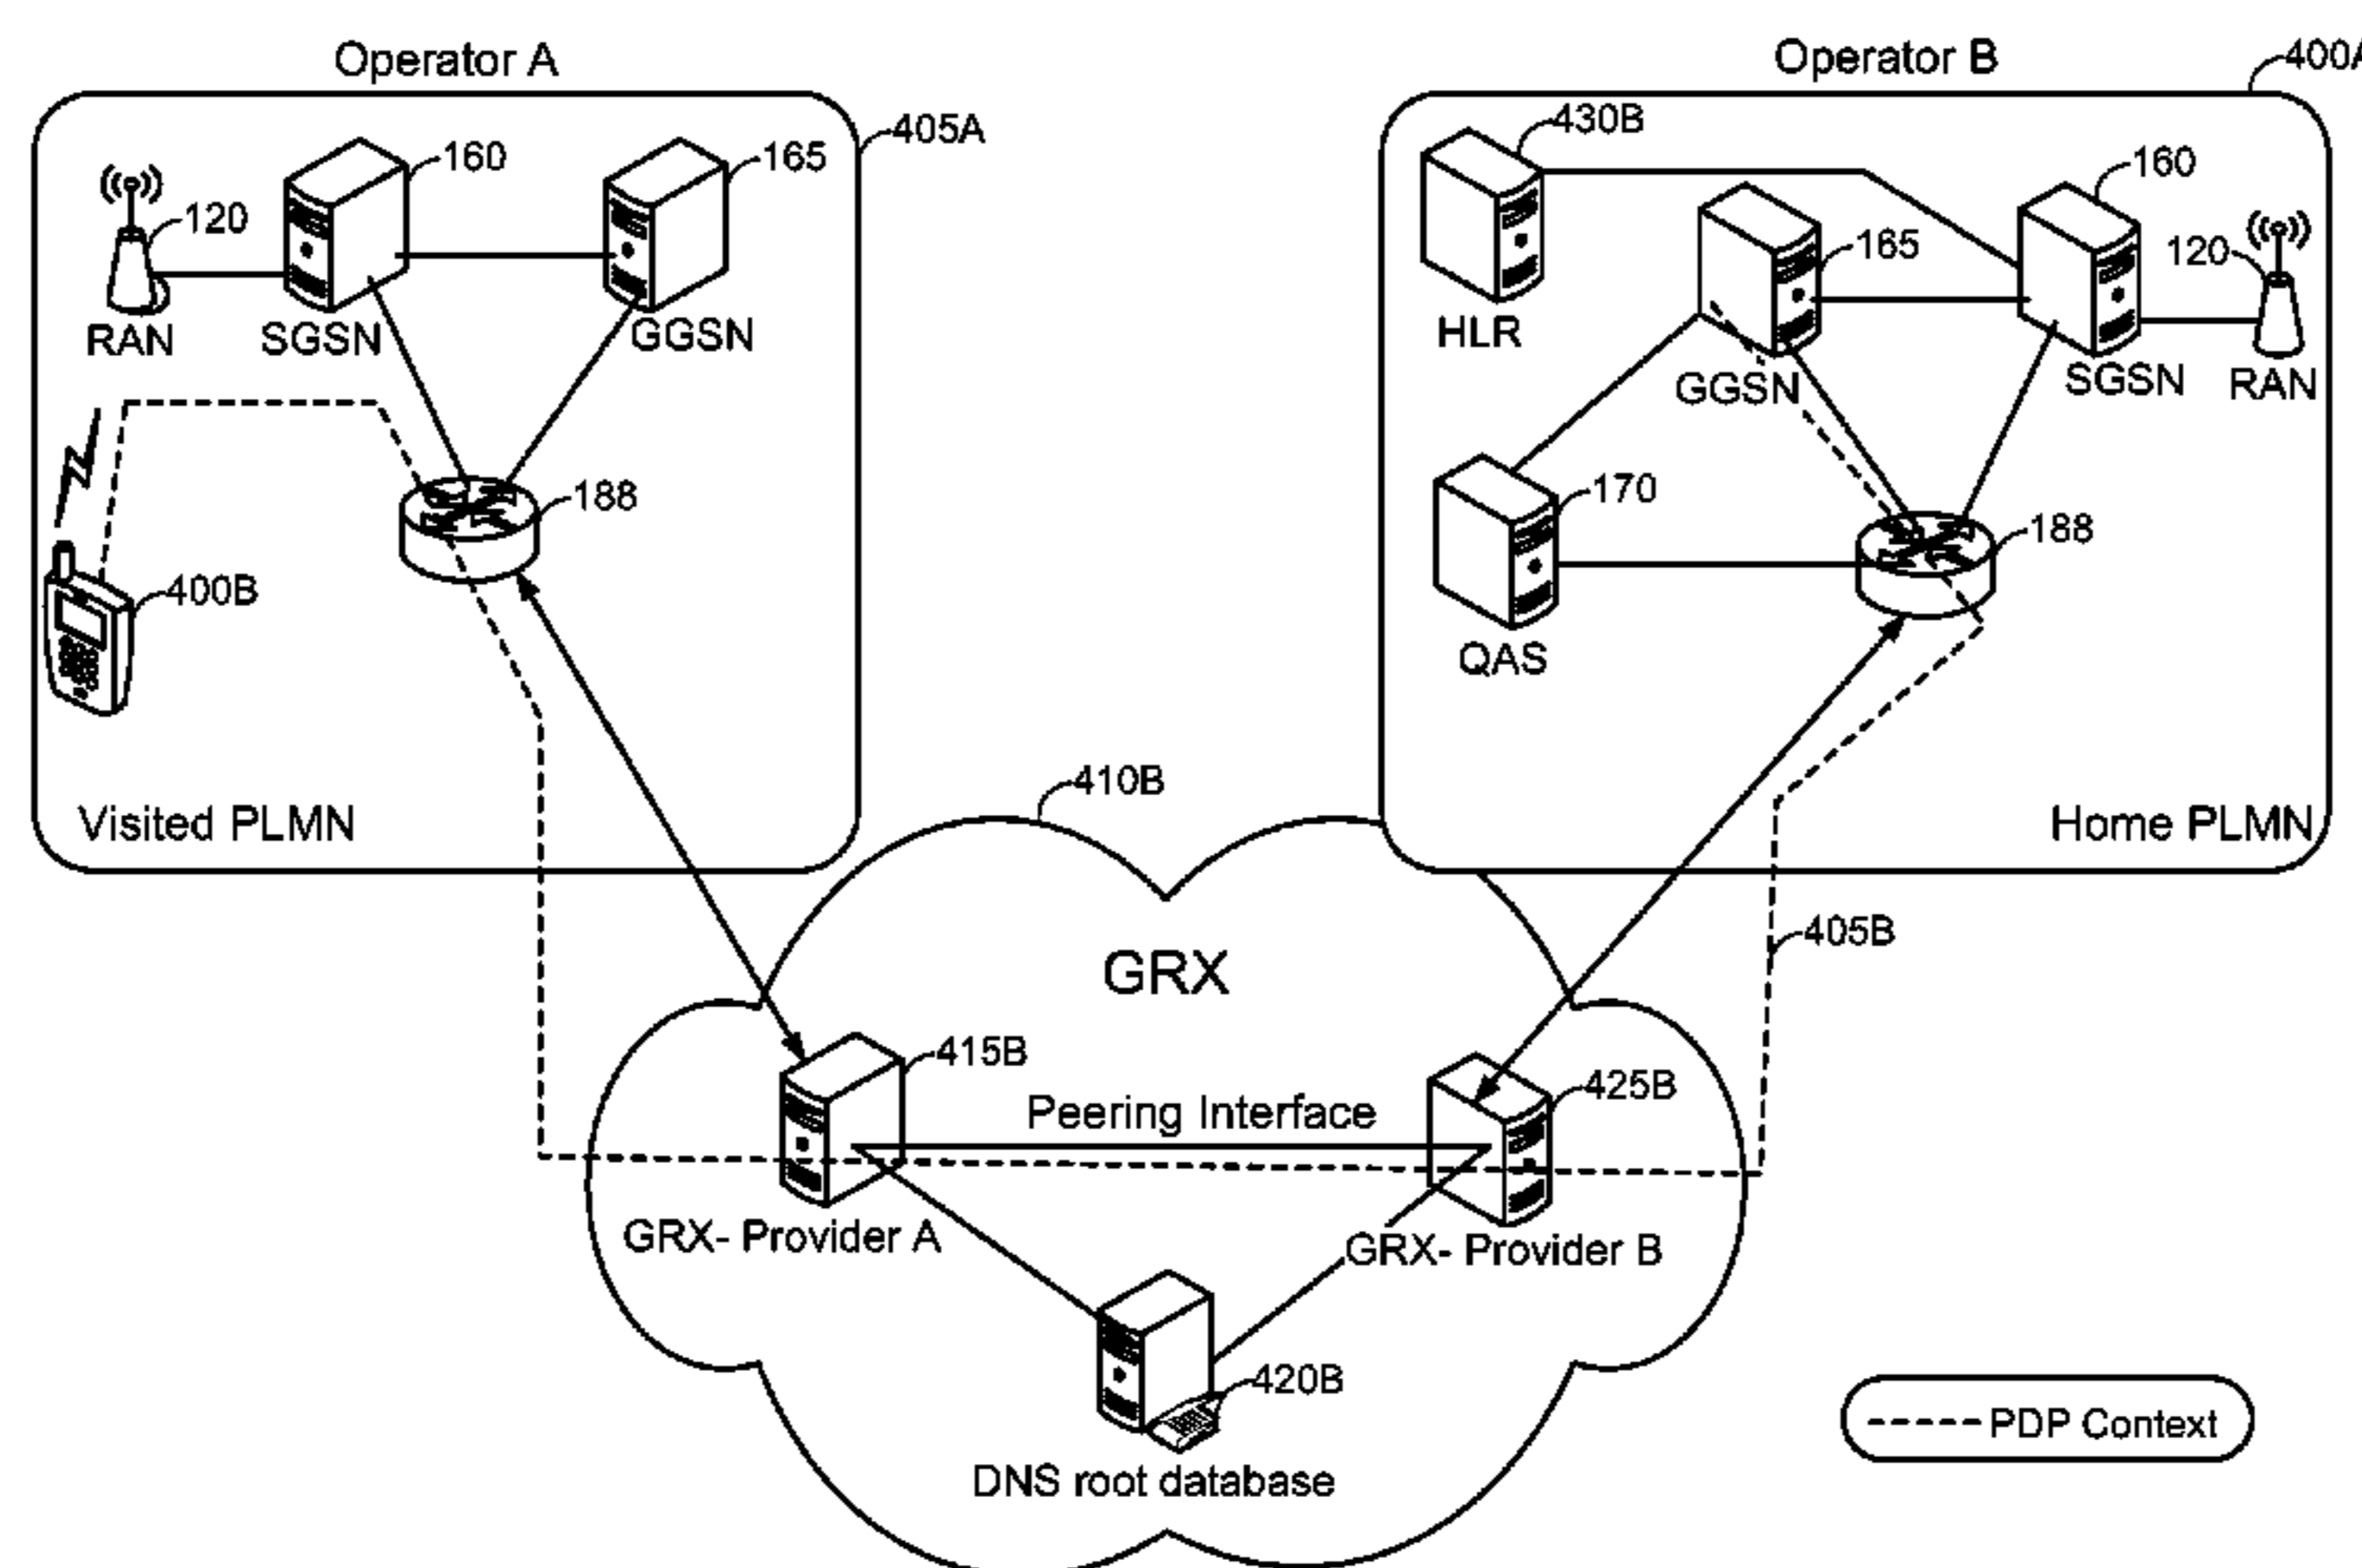 Operator A
405A
160
165
120
RAN
SGSN
GGSN
188
400B
Visited PLMN
Operator B
400A
430B
160
165
120
HLR
GGSN
SGSN
RAN
170
188
QAS
Home PLMN
410B
GRX
405B
415B
425B
Peering Interface
GRX- Provider A
GRX- Provider B
420B
DNS root database
PDP Context